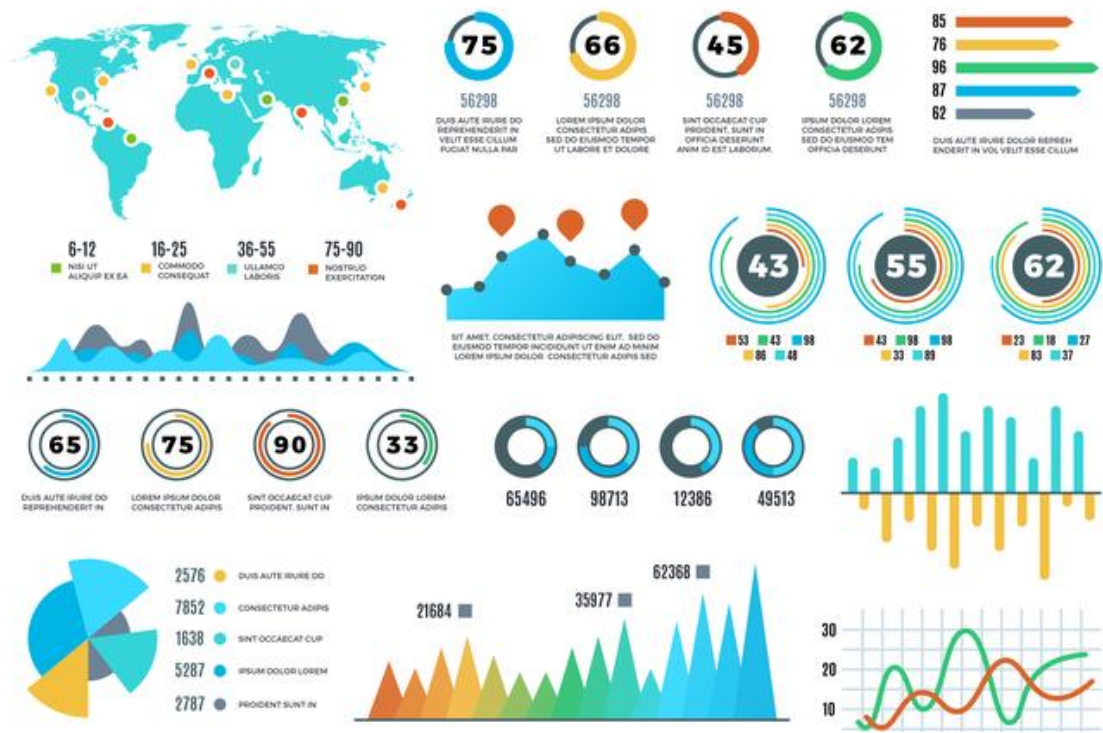 75
66
45
62
56298
56298
56298
56298
DUIS AUTE IRURE DO
REPREHENDERIT IN
VELIT ESSE CILLUM
FUGIAT NULLA PAR
LOREM IPSUM DOLOR
CONSECTETUR ADIPIS
SED DO EIUSMOD TEMPOR
UT LABORE ET DOLORE
SINT OCCAECAT CUP
PROIDENT, SUNT IN
OFFICIA DESERUNT
ANIM ID EST LABORUM.
IPSUM DOLOR LOREM
CONSECTETUR ADIPIS
SED DO EIUSMOD TEM
OFFICIA DESERUNT
85
76
96
87
62
DUIS AUTE IRURE DOLOR REPREH
ENDERIT IN VOL VELIT ESSE CILLUM
6-12
NISI UT
ALIQUIP EX EA
16-25
COMMODO
CONSEQUAT
36-55
ULLAMCO
LABORIS
75-90
NOSTRUD
EXERCITATION
SIT AMET, CONSECTETUR ADIPISCING ELIT, SED DO
EIUSMOD TEMPOR INCIDIDUNT UT ENIM AD MINIM
LOREM IPSUM DOLOR CONSECTETUR ADIPIS SED
43
53 43 98
86 48
55
43 98 98
33 89
62
23 18 27
83 37
65
DUIS AUTE IRURE DO
REPREHENDERIT IN
75
LOREM IPSUM DOLOR
CONSECTETUR ADIPIS
90
SINT OCCAECAT CUP
PROIDENT, SUNT IN
33
IPSUM DOLOR LOREM
CONSECTETUR ADIPIS
65496
98713
12386
49513
2576 DUIS AUTE IRURE DO
7852 CONSECTETUR ADIPIS
1638 SINT OCCAECAT CUP
5287 IPSUM DOLOR LOREM
2787 PROIDENT SUNT IN
21684
35977
62368
30
20
10